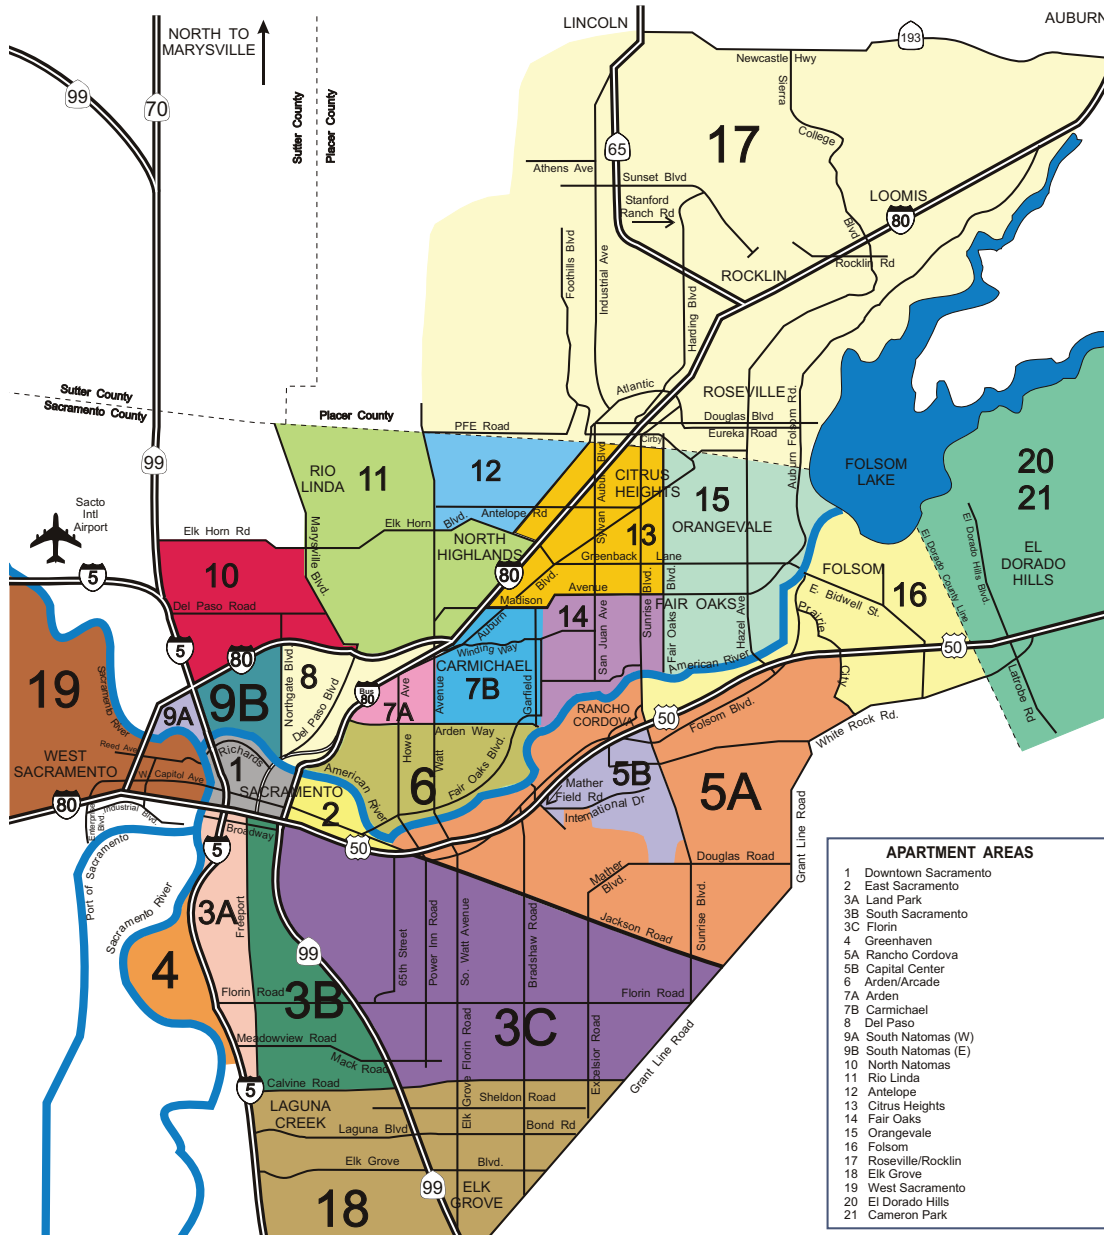 LINCOLN
AUBURN
NORTH TO
MARYSVILLE
193
Newcastle Hwy
Sierra
College
Blvd
99
70
Sutter County
Placer County
65
17
Athens Ave
Sunset Blvd
Stanford
Ranch Rd
LOOMIS
80
Foothills Blvd
Industrial Ave
Harding Blvd
ROCKLIN
Rocklin Rd
Sutter County
Sacramento County
Placer County
Atlantic
ROSEVILLE
Douglas Blvd
Eureka Road
Auburn Folsom Rd.
PFE Road
Cirby
99
RIO
LINDA
11
12
CITRUS
HEIGHTS
Auburn Blvd
Sylvan
15
ORANGEVALE
FOLSOM
LAKE
20
21
Sacto
Intl
Airport
Elk Horn Rd
Marysville Blvd.
Elk Horn
Blvd.
Antelope Rd
NORTH
HIGHLANDS
13
Greenback Lane
EL
DORADO
HILLS
El Dorado Hills Blvd.
El Dorado County Line
5
10
80
Blvd.
Auburn
Madison
Avenue
FOLSOM
16
E. Bidwell St.
Prairie
City
Del Paso Road
14
San Juan Ave
Sunrise Blvd.
Fair Oaks
Blvd.
FAIR OAKS
Hazel Ave
American River
50
Latrobe Rd
5
80
Northgate Blvd
8
Del Paso Blvd
Bus
80
7A
Winding Way
CARMICHAEL
7B
Garfield
19
Sacramento River
9A
9B
Howe
Ave
Watt
Avenue
Arden Way
RANCHO
CORDOVA
50
Folsom Blvd.
White Rock Rd.
WEST
SACRAMENTO
Reed Ave
W. Capitol Ave
Richards
1
SACRAMENTO
American River
2
6
Fair Oaks Blvd.
Mather
Field Rd
5B
International Dr
5A
80
Enterprise
Blvd.
Industrial
Blvd.
Broadway
5
50
Grant Line Road
Port of Sacramento
Sacramento River
3A
Freeport
Douglas Road
Mather
Blvd.
Jackson Road
Sunrise Blvd.
99
4
65th Street
Power Inn Road
So. Watt Avenue
Bradshaw Road
Florin Road
3B
Florin Road
3C
Meadowview Road
Mack Road
Elk Grove Florin Road
Excelsior Road
Grant Line Road
5
Calvine Road
LAGUNA
CREEK
Sheldon Road
Laguna Blvd
Bond Rd
Elk Grove
Blvd.
18
99
ELK
GROVE
APARTMENT AREAS
1 Downtown Sacramento
2 East Sacramento
3A Land Park
3B South Sacramento
3C Florin
4 Greenhaven
5A Rancho Cordova
5B Capital Center
6 Arden/Arcade
7A Arden
7B Carmichael
8 Del Paso
9A South Natomas (W)
9B South Natomas (E)
10 North Natomas
11 Rio Linda
12 Antelope
13 Citrus Heights
14 Fair Oaks
15 Orangevale
16 Folsom
17 Roseville/Rocklin
18 Elk Grove
19 West Sacramento
20 El Dorado Hills
21 Cameron Park